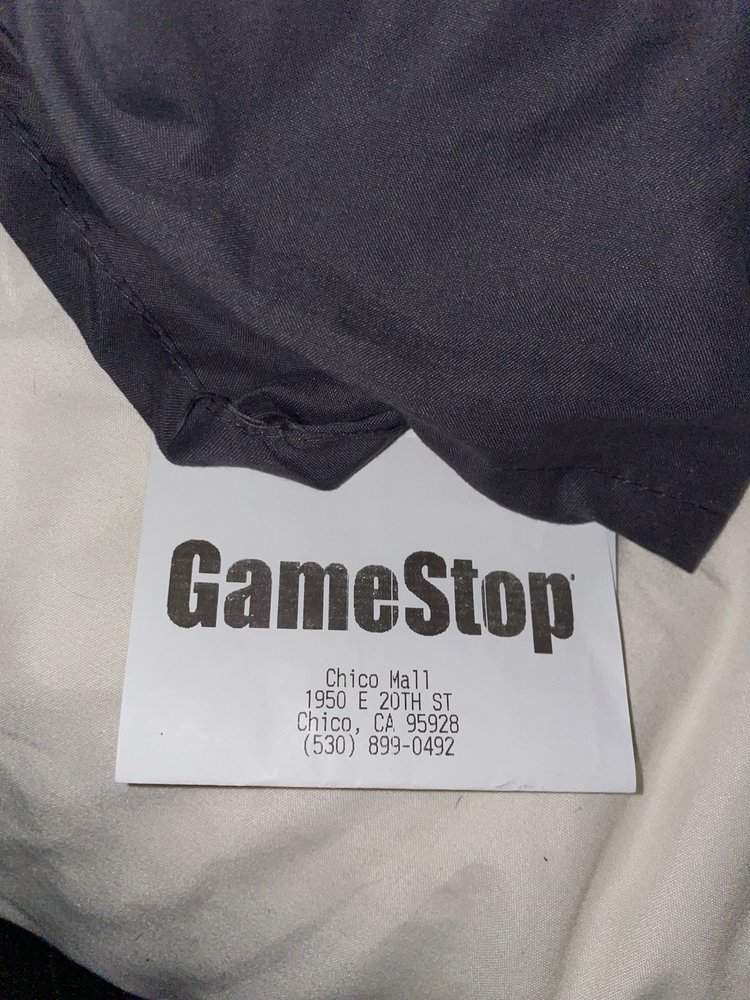 GameStop
Chico Mall
1950 E 20TH ST
Chico, CA 95928
(530) 899-0492